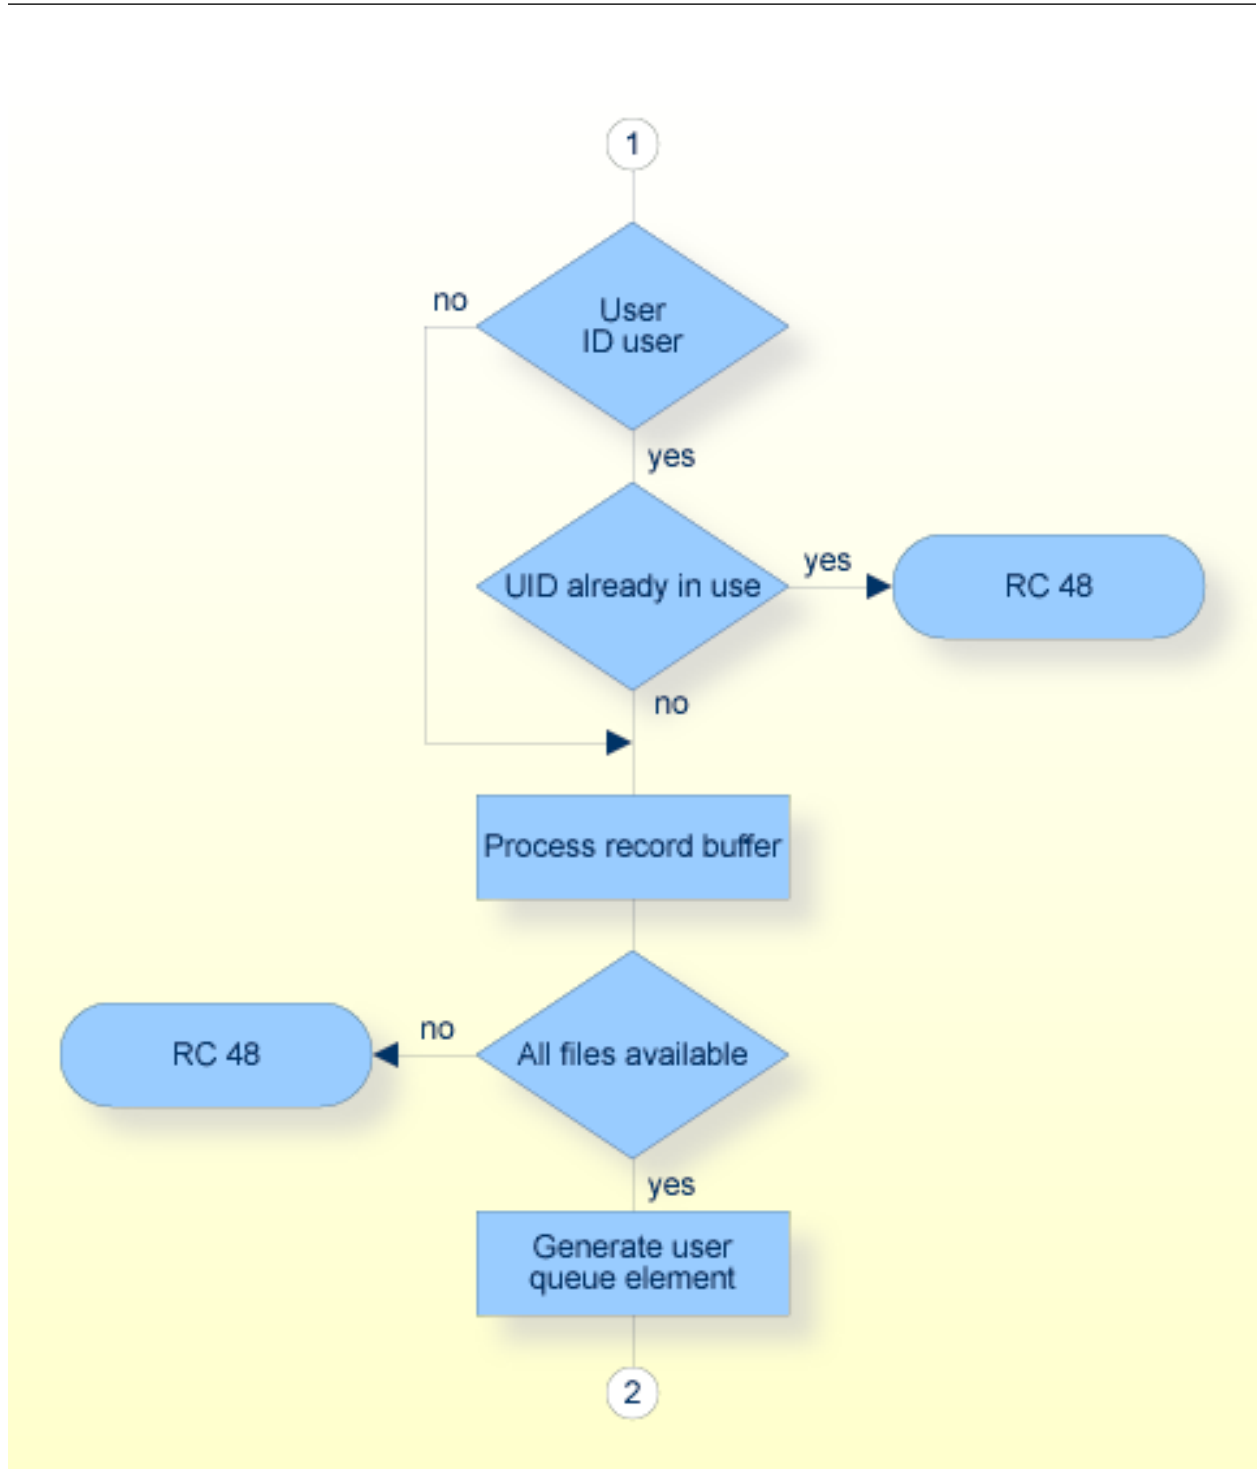 1
no
User
ID user
yes
UID already in use
yes
RC 48
no
Process record buffer
RC 48
no
All files available
yes
Generate user
queue element
2